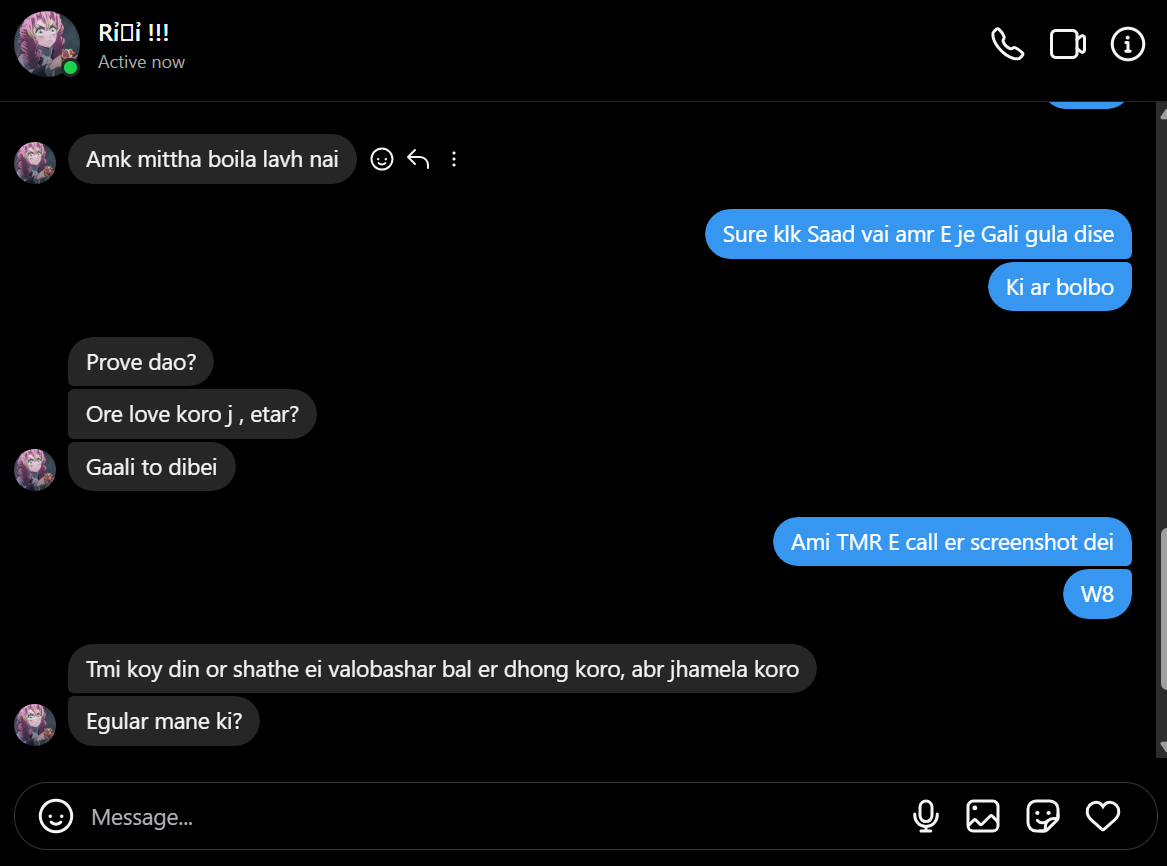 Rỉ▯ỉ !!!
Active now
Amk mittha boila lavh nai
Sure klk Saad vai amr E je Gali gula dise
Ki ar bolbo
Prove dao?
Ore love koro j , etar?
Gaali to dibei
Ami TMR E call er screenshot dei
W8
Tmi koy din or shathe ei valobashar bal er dhong koro, abr jhamela koro
Egular mane ki?
Message...